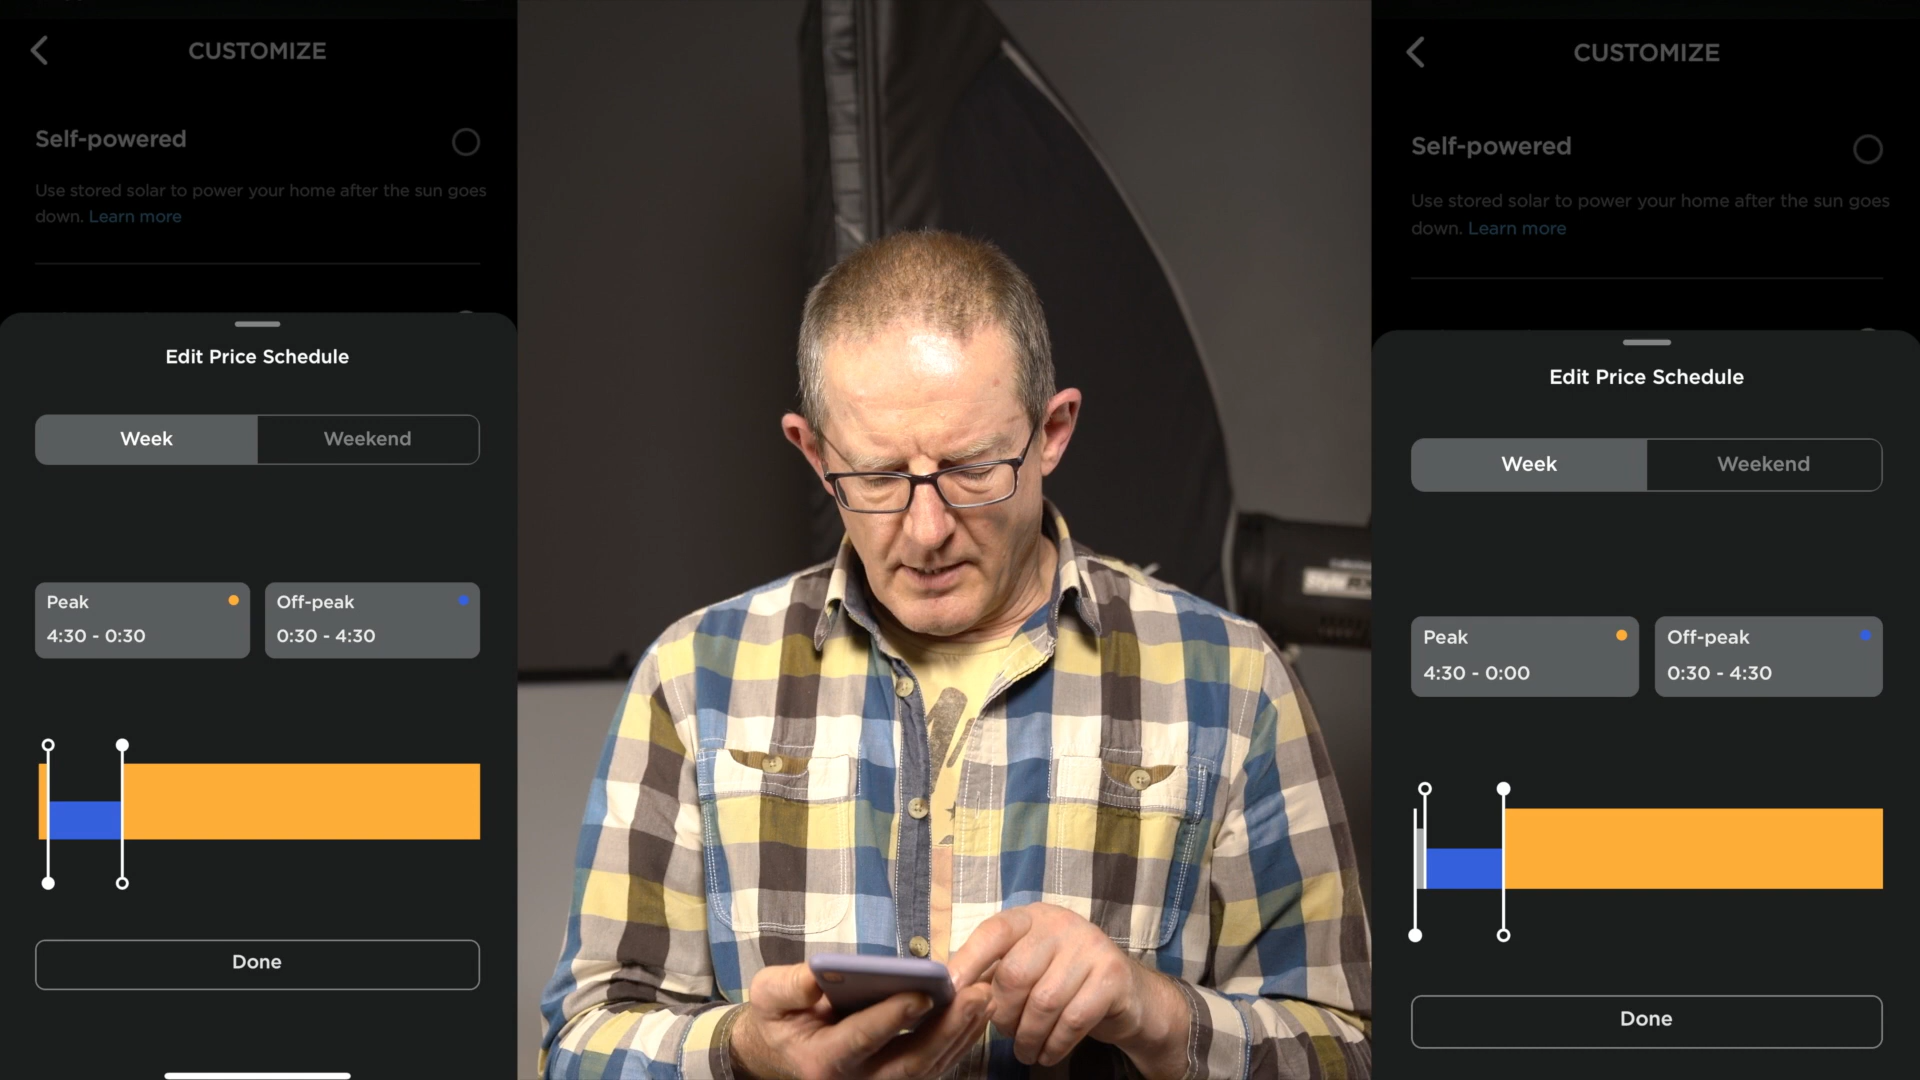 CUSTOMIZE
Self-powered
Use stored solar to power your home after the sun goes
down. Learn more
Edit Price Schedule
Week
Weekend
Peak
Off-peak
4:30 - 0:30
0:30 - 4:30
Done
CUSTOMIZE
Self-powered
Use stored solar to power your home after the sun goes
down. Learn more
Edit Price Schedule
Week
Weekend
Peak
Off-peak
4:30 - 0:00
0:30 - 4:30
Done